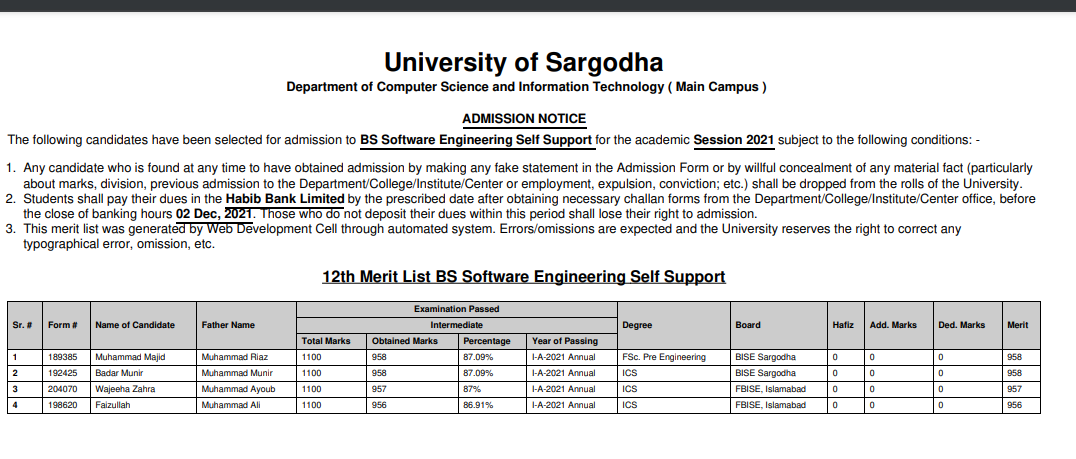 University of Sargodha
Department of Computer Science and Information Technology ( Main Campus )
ADMISSION NOTICE
The following candidates have been selected for admission to BS Software Engineering Self Support for the academic Session 2021 subject to the following conditions: -
1. Any candidate who is found at any time to have obtained admission by making any fake statement in the Admission Form or by willful concealment of any material fact (particularly
about marks, division, previous admission to the Department/College/Institute/Center or employment, expulsion, conviction; etc.) shall be dropped from the rolls of the University.
2. Students shall pay their dues in the Habib Bank Limited by the prescribed date after obtaining necessary challan forms from the Department/College/Institute/Center office, before
the close of banking hours 02 Dec, 2021. Those who do not deposit their dues within this period shall lose their right to admission.
3. This merit list was generated by Web Development Cell through automated system. Errors/omissions are expected and the University reserves the right to correct any
typographical error, omission, etc.
12th Merit List BS Software Engineering Self Support
Examination Passed
Sr. # Form # Name of Candidate Father Name Intermediate Degree Board Hafiz Add. Marks Ded. Marks Merit
Total Marks Obtained Marks Percentage Year of Passing
1 189385 Muhammad Majid Muhammad Riaz 1100 958 87.09% I-A-2021 Annual FSc. Pre Engineering BISE Sargodha 0 0 0 958
2 192425 Badar Munir Muhammad Munir 1100 958 87.09% I-A-2021 Annual ICS BISE Sargodha 0 0 0 958
3 204070 Wajeeha Zahra Muhammad Ayoub 1100 957 87% I-A-2021 Annual ICS FBISE, Islamabad 0 0 0 957
4 198620 Faizullah Muhammad Ali 1100 956 86.91% I-A-2021 Annual ICS FBISE, Islamabad 0 0 0 956